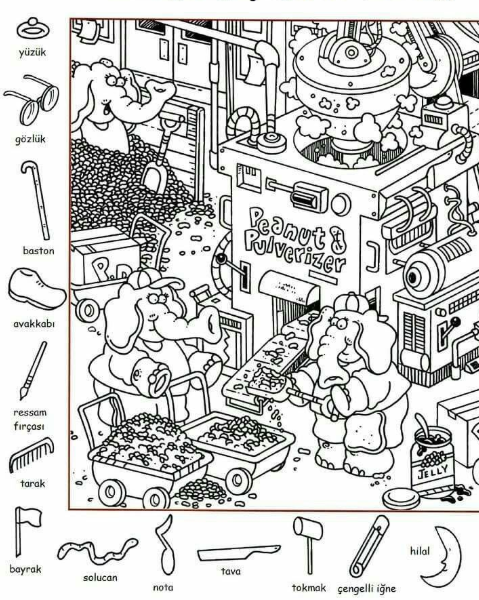 yüzük
gözlük
baston
avakkabı
ressam
fırçası
tarak
bayrak
solucan
nota
tava
tokmak
çengelli iğne
hilal
Peanut
Pulverizer
JELLY